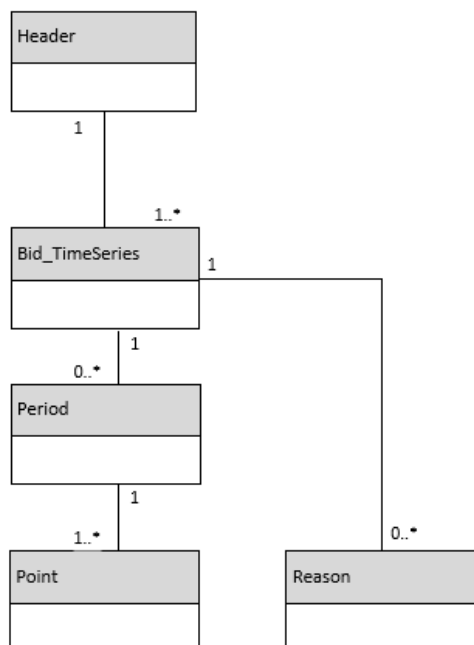 Header
1
1..*
Bid_TimeSeries
1
1
0..*
Period
1
1..*
0..*
Point
Reason